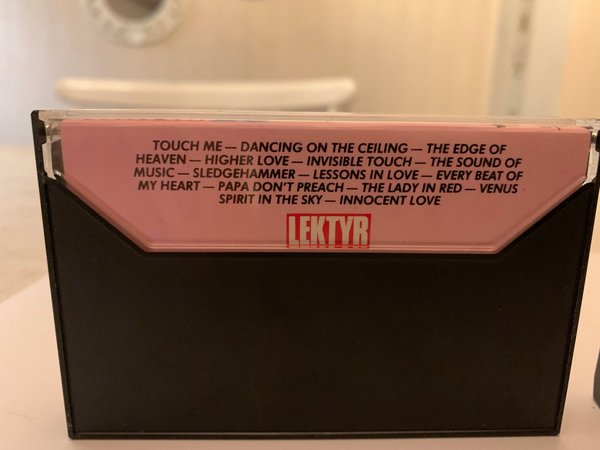 TOUCH ME — DANCING ON THE CEILING — THE EDGE OF
HEAVEN — HIGHER LOVE — INVISIBLE TOUCH — THE SOUND OF
MUSIC — SLEDGEHAMMER — LESSONS IN LOVE — EVERY BEAT OF
MY HEART — PAPA DON'T PREACH — THE LADY IN RED — VENUS
SPIRIT IN THE SKY — INNOCENT LOVE
LEKTYR